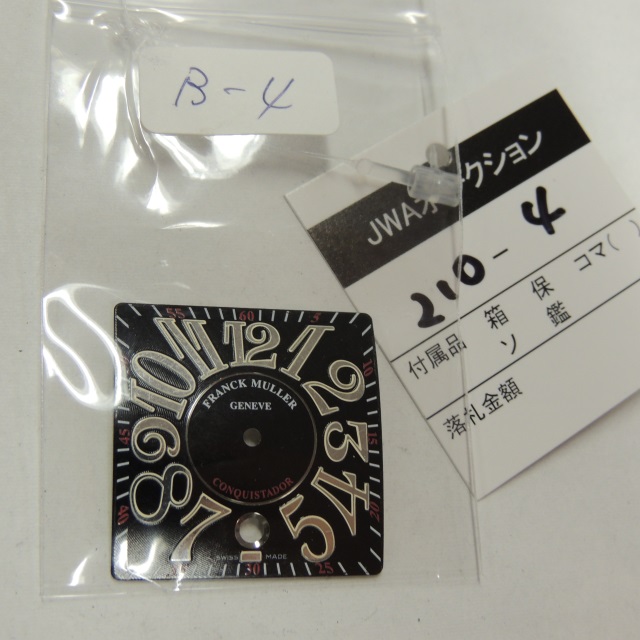 B-4
JWAオークション
210-4
付属品 箱 保 コマ( )
ソ 鑑
落札金額
55 60 5
11 12 1
10 2 10
FRANCK MULLER
GENEVE
45 9 3 15
CONQUISTADOR
40 8 4 20
7 5
SWISS MADE
30 25